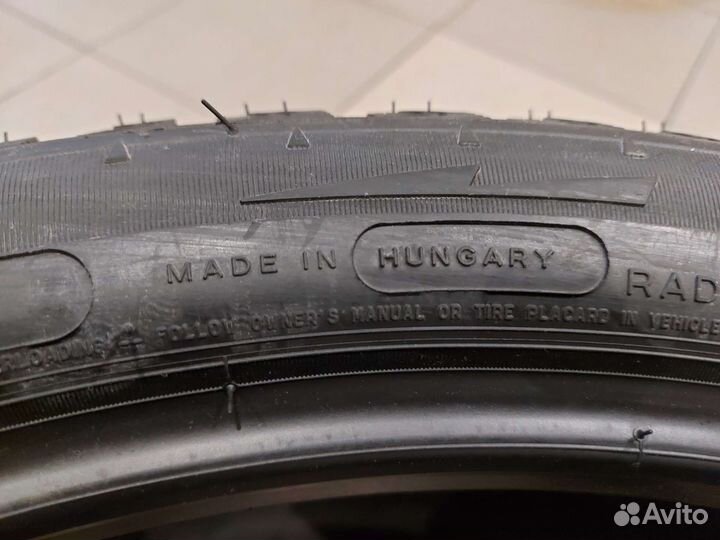 MADE IN HUNGARY
RAD
FOLLOW OWNER'S MANUAL OR TIRE PLACARD IN VEHICLE
Avito